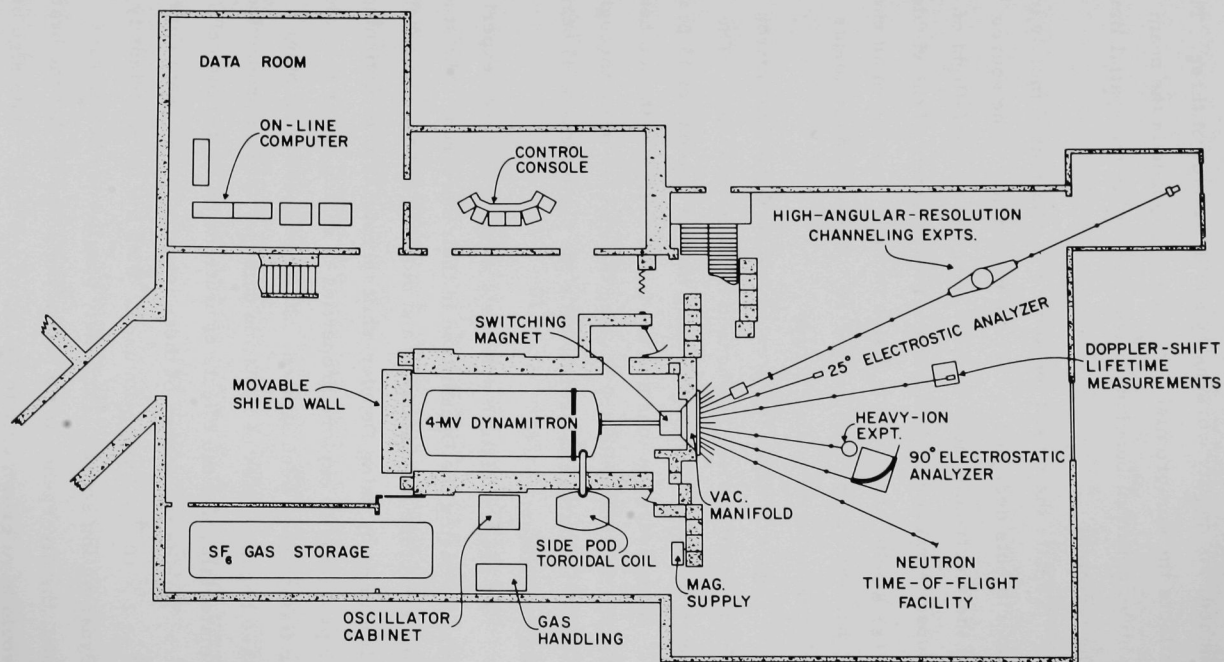 DATA ROOM
ON-LINE
COMPUTER
CONTROL
CONSOLE
HIGH-ANGULAR-RESOLUTION
CHANNELING EXPTS.
SWITCHING
MAGNET
25° ELECTROSTIC ANALYZER
DOPPLER-SHIFT
LIFETIME
MEASUREMENTS
MOVABLE
SHIELD WALL
4-MV DYNAMITRON
HEAVY-ION
EXPT.
90° ELECTROSTATIC
ANALYZER
VAC.
MANIFOLD
SF6 GAS STORAGE
SIDE POD
TOROIDAL COIL
MAG.
SUPPLY
NEUTRON
TIME-OF-FLIGHT
FACILITY
OSCILLATOR
CABINET
GAS
HANDLING